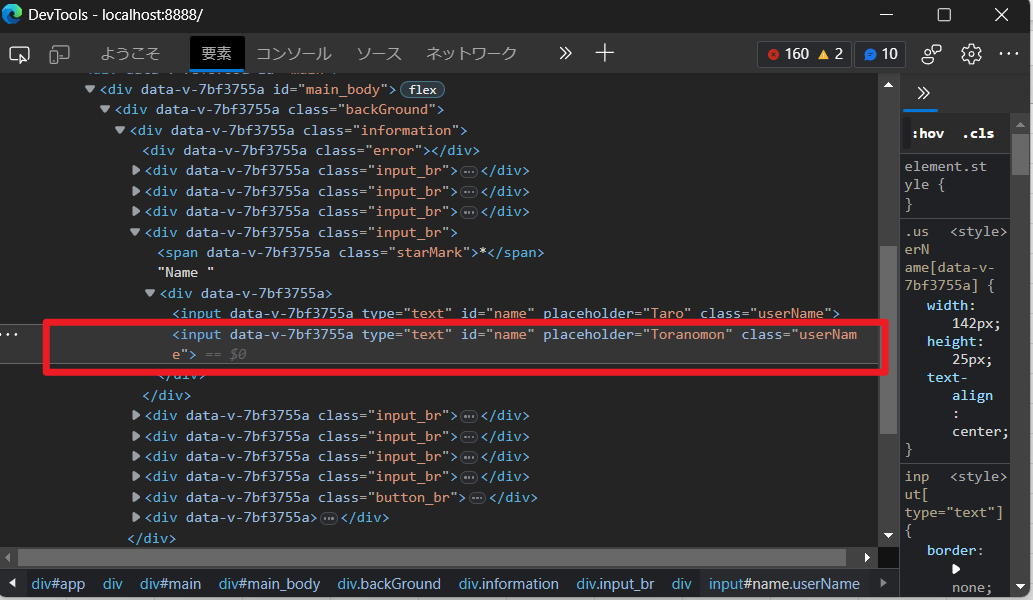 DevTools - localhost:8888/
ようこそ 要素 コンソール ソース ネットワーク 160 2 10
<div data-v-7bf3755a id="main_body"> flex
<div data-v-7bf3755a class="backGround">
<div data-v-7bf3755a class="information">
<div data-v-7bf3755a class="error"></div>
<div data-v-7bf3755a class="input_br">…</div>
<div data-v-7bf3755a class="input_br">…</div>
<div data-v-7bf3755a class="input_br">…</div>
<div data-v-7bf3755a class="input_br">
<span data-v-7bf3755a class="starMark">*</span>
"Name "
<div data-v-7bf3755a>
<input data-v-7bf3755a type="text" id="name" placeholder="Taro" class="userName">
<input data-v-7bf3755a type="text" id="name" placeholder="Toranomon" class="userNam
e"> == $0
</div>
</div>
<div data-v-7bf3755a class="input_br">…</div>
<div data-v-7bf3755a class="input_br">…</div>
<div data-v-7bf3755a class="input_br">…</div>
<div data-v-7bf3755a class="input_br">…</div>
<div data-v-7bf3755a class="button_br">…</div>
<div data-v-7bf3755a>…</div>
</div>
div#app div div#main div#main_body div.backGround div.information div.input_br div input#name.userName
:hov .cls
element.st
yle {
}
.us <style>
erN
ame[data-v-
7bf3755a] {
width:
142px;
height:
25px;
text-
align
:
center;
}
inp <style>
ut[
type="text"]
{
border:
none;